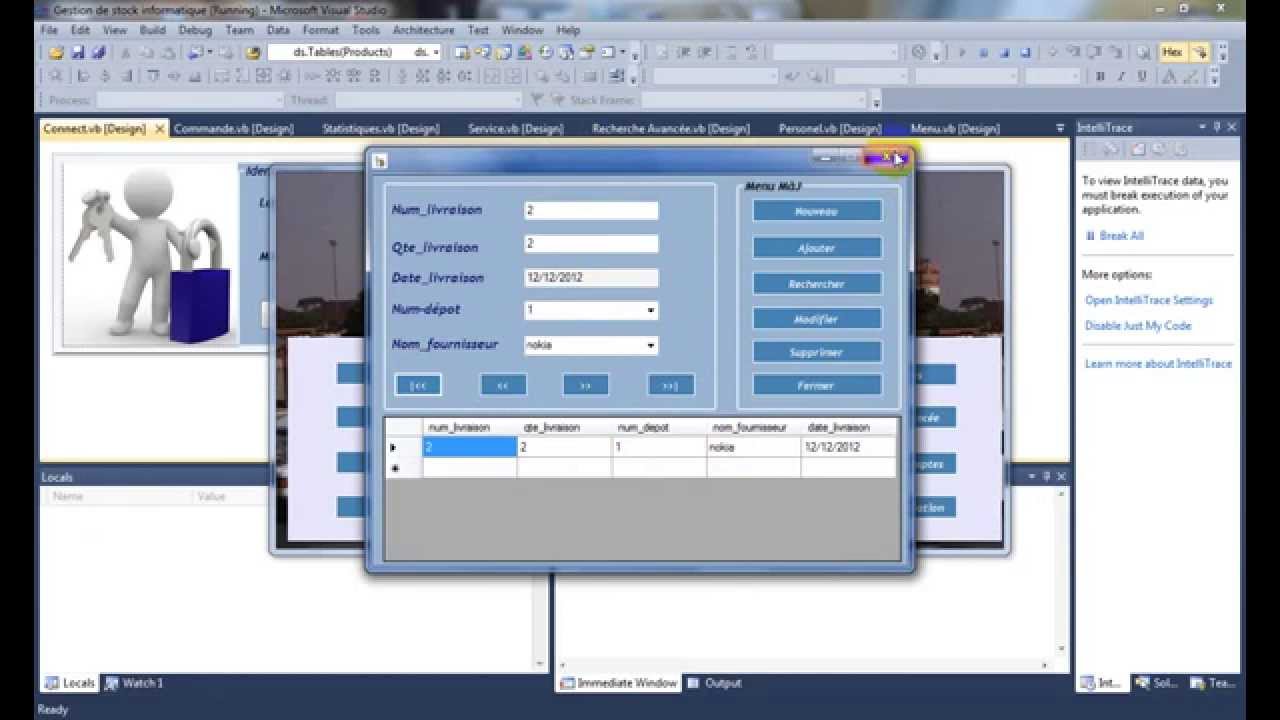 Gestion de stock informatique (Running) - Microsoft Visual Studio
File Edit View Build Debug Team Data Format Tools Architecture Test Window Help
ds.Tables(Products) ds. Hex
B I U A
Process: Thread: Stack Frame:
Connect.vb [Design] Commande.vb [Design] Statistiques.vb [Design] Service.vb [Design] Recherche Avancée.vb [Design] Personel.vb [Design] Menu.vb [Design]
IntelliTrace
To view IntelliTrace data, you
must break execution of your
application.
Break All
More options:
Open IntelliTrace Settings
Disable Just My Code
Learn more about IntelliTrace
Num_livraison 2
Qte_livraison 2
Date_livraison 12/12/2012
Num-dépot 1
Nom_fournisseur nokia
|<< << >> >>|
Menu MàJ
Nouveau
Ajouter
Rechercher
Modifier
Supprimer
Fermer
num_livraison qte_livraison num_depot nom_fournisseur date_livraison
2 2 1 nokia 12/12/2012
Locals
Name Value
Locals Watch 1
Immediate Window Output
Int... Sol... Tea...
Ready